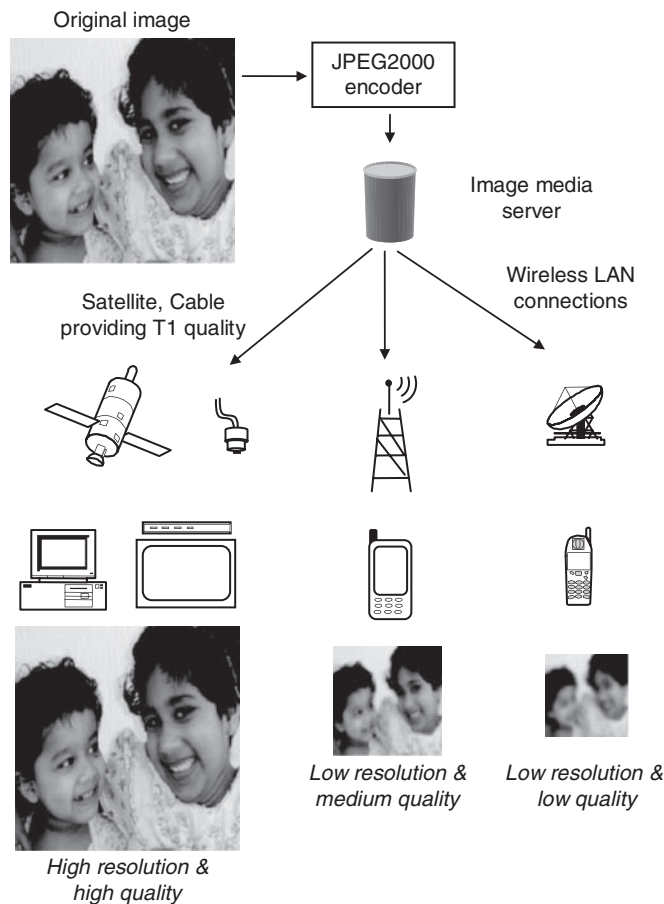 Original image
JPEG2000
encoder
Image media
server
Wireless LAN
connections
Satellite, Cable
providing T1 quality
Low resolution &
medium quality
Low resolution &
low quality
High resolution &
high quality